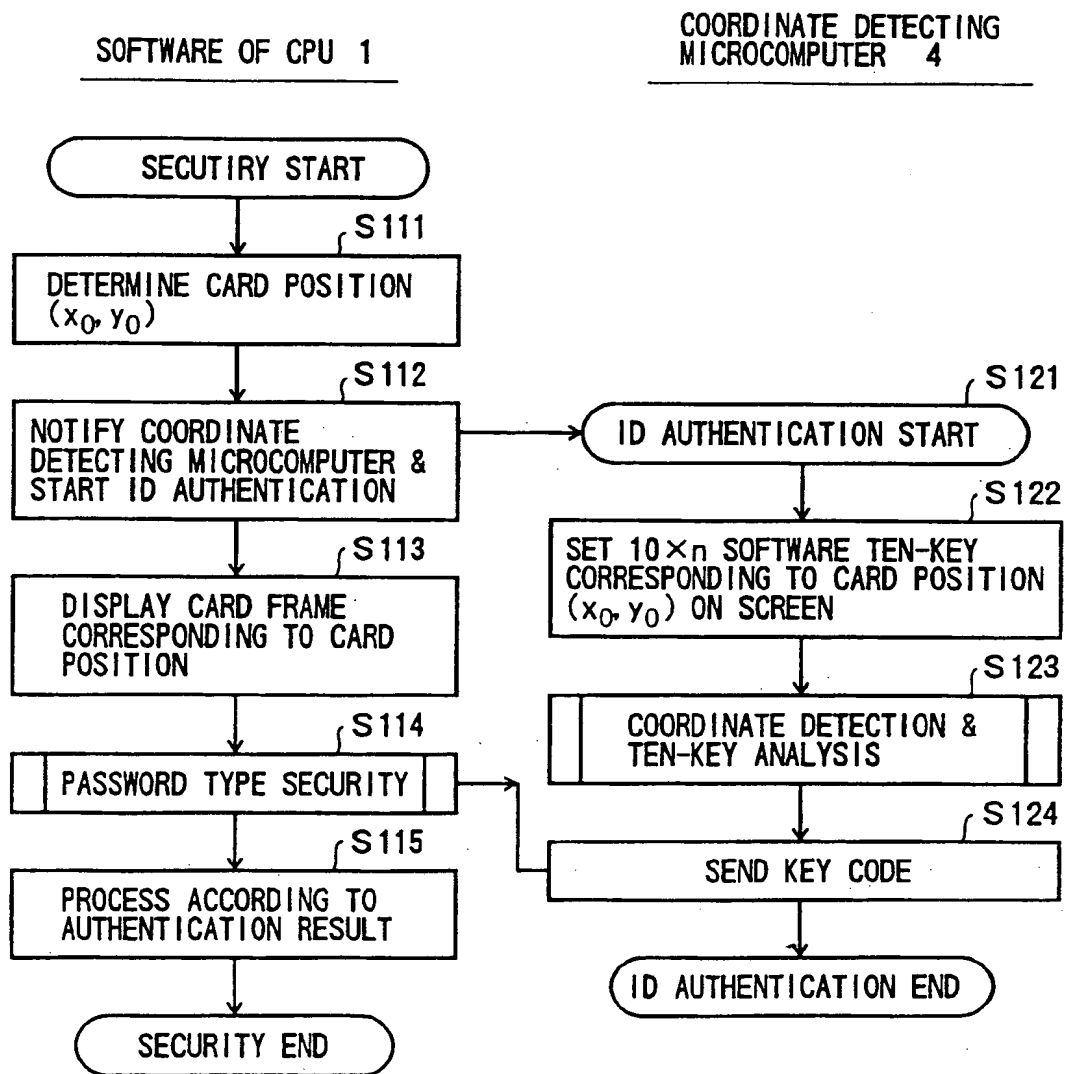 SOFTWARE OF CPU 1
SECUTIRY START
S111
DETERMINE CARD POSITION
(x0, y0)
S112
NOTIFY COORDINATE
DETECTING MICROCOMPUTER &
START ID AUTHENTICATION
S113
DISPLAY CARD FRAME
CORRESPONDING TO CARD
POSITION
S114
PASSWORD TYPE SECURITY
S115
PROCESS ACCORDING TO
AUTHENTICATION RESULT
SECURITY END
COORDINATE DETECTING
MICROCOMPUTER 4
S121
ID AUTHENTICATION START
S122
SET 10×n SOFTWARE TEN-KEY
CORRESPONDING TO CARD POSITION
(x0, y0) ON SCREEN
S123
COORDINATE DETECTION &
TEN-KEY ANALYSIS
S124
SEND KEY CODE
ID AUTHENTICATION END